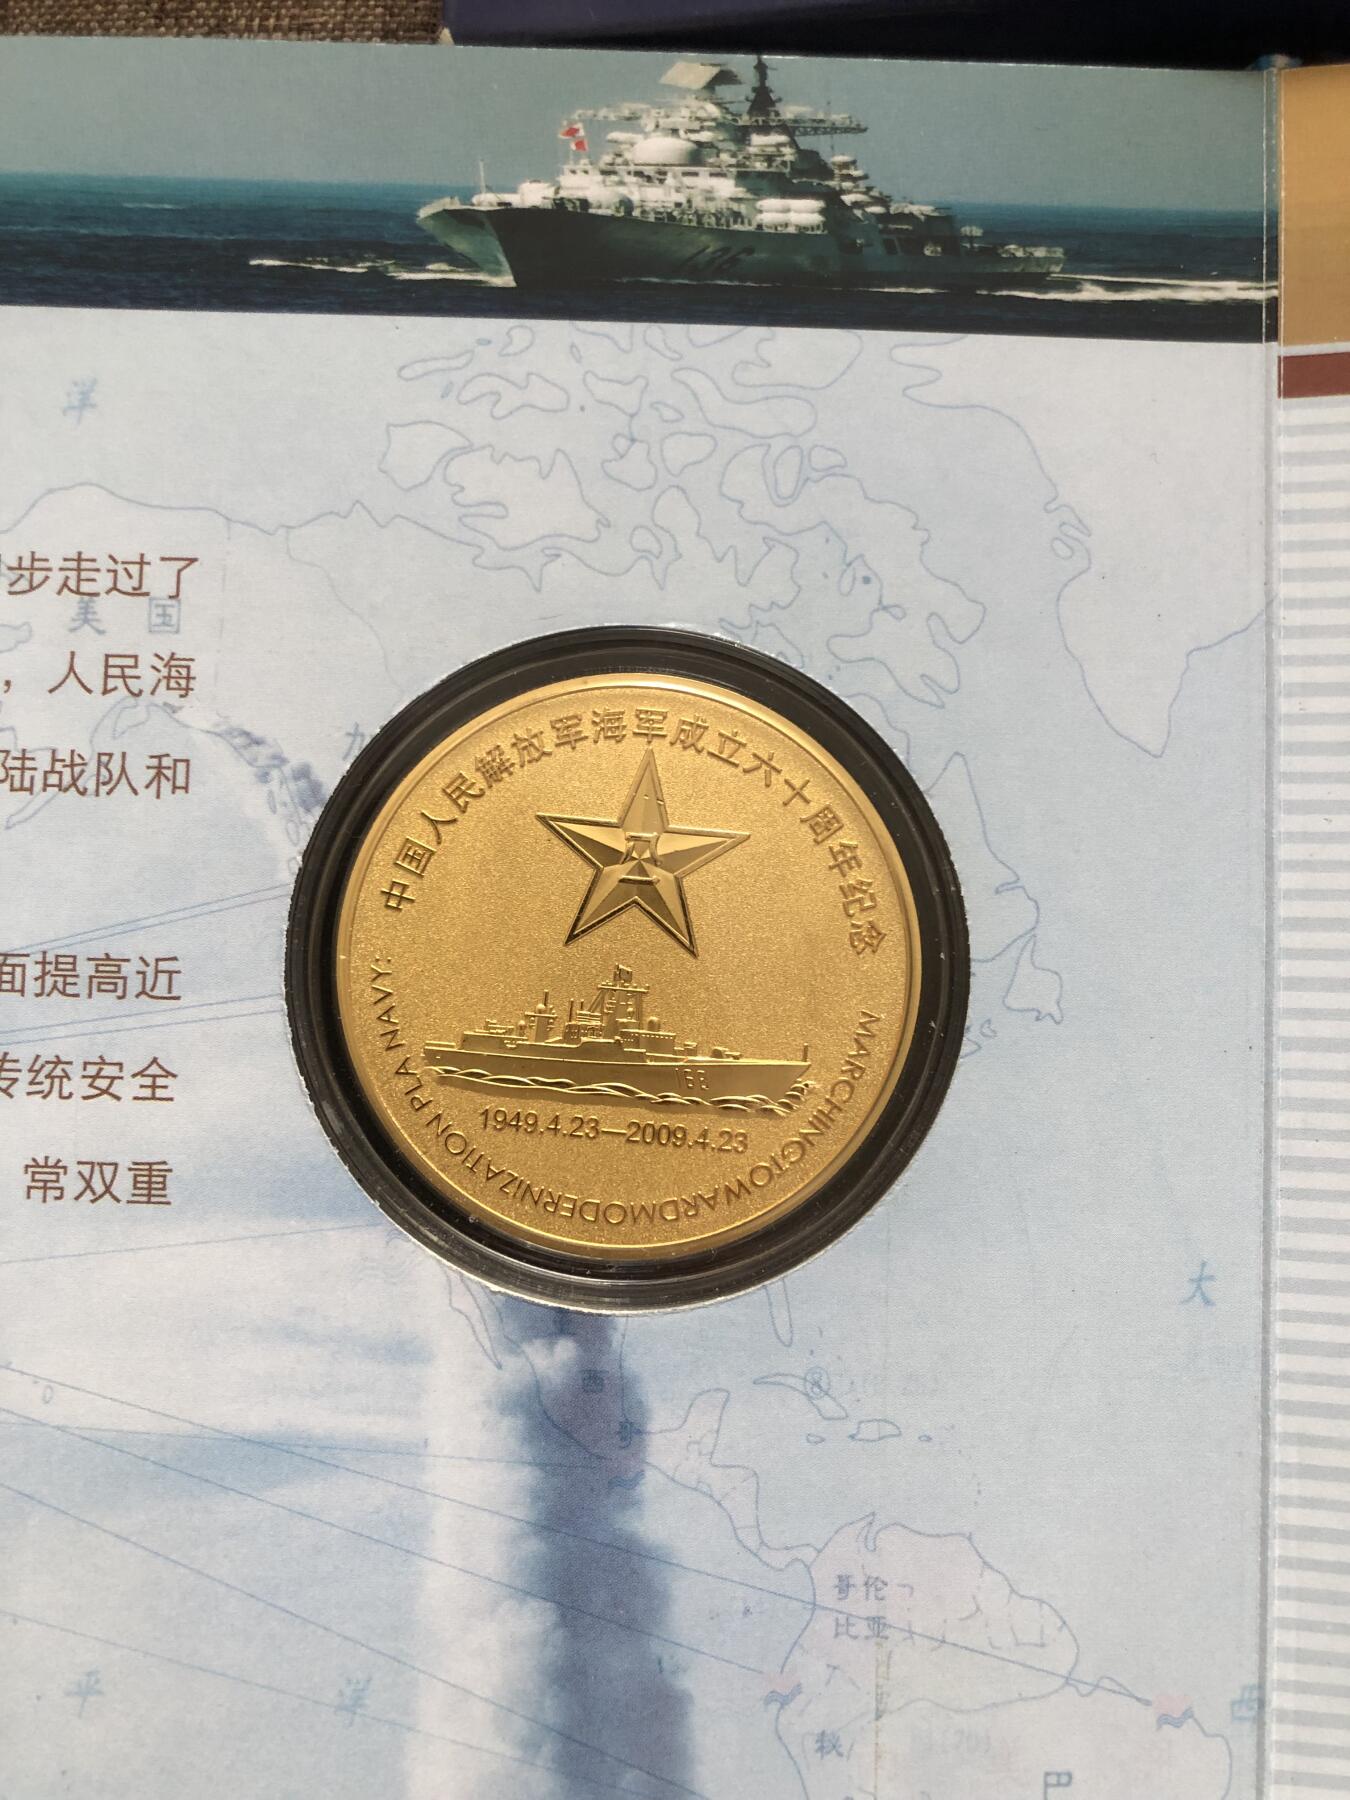 136
洋
步走过了
美 国
，人民海
陆战队和
面提高近
传统安全
常双重
中国人民解放军海军成立六十周年纪念
PLA NAVY:
MARCHINGTOWARDMODERNIZATION
1949.4.23—2009.4.23
大
西
哥
哥伦
比亚
平 洋
秘
西
巴